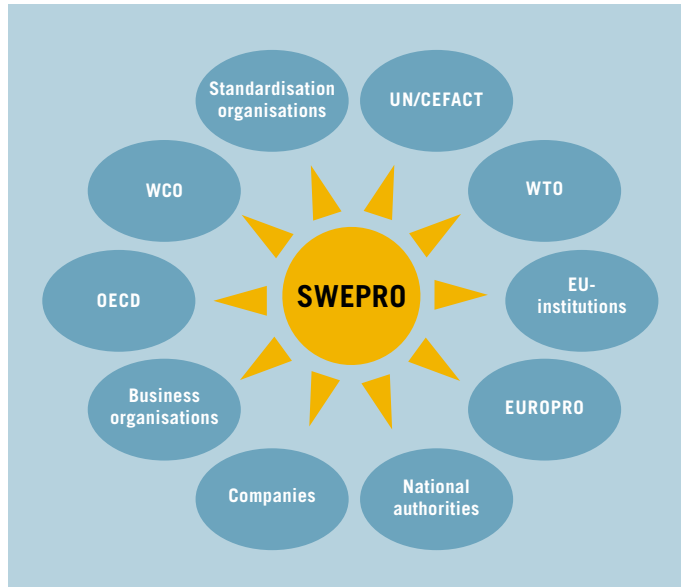 Standardisation
organisations
UN/CEFACT
WCO
WTO
OECD
SWEPRO
EU-
institutions
Business
organisations
EUROPRO
Companies
National
authorities